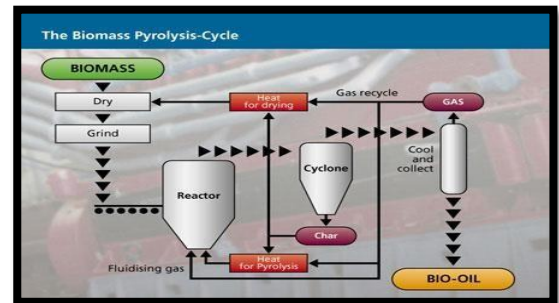 The Biomass Pyrolysis-Cycle
BIOMASS
Dry
Grind
Heat
for drying
Gas recycle
GAS
Cyclone
Cool
and
collect
Reactor
Char
Heat
for Pyrolysis
Fluidising gas
BIO-OIL